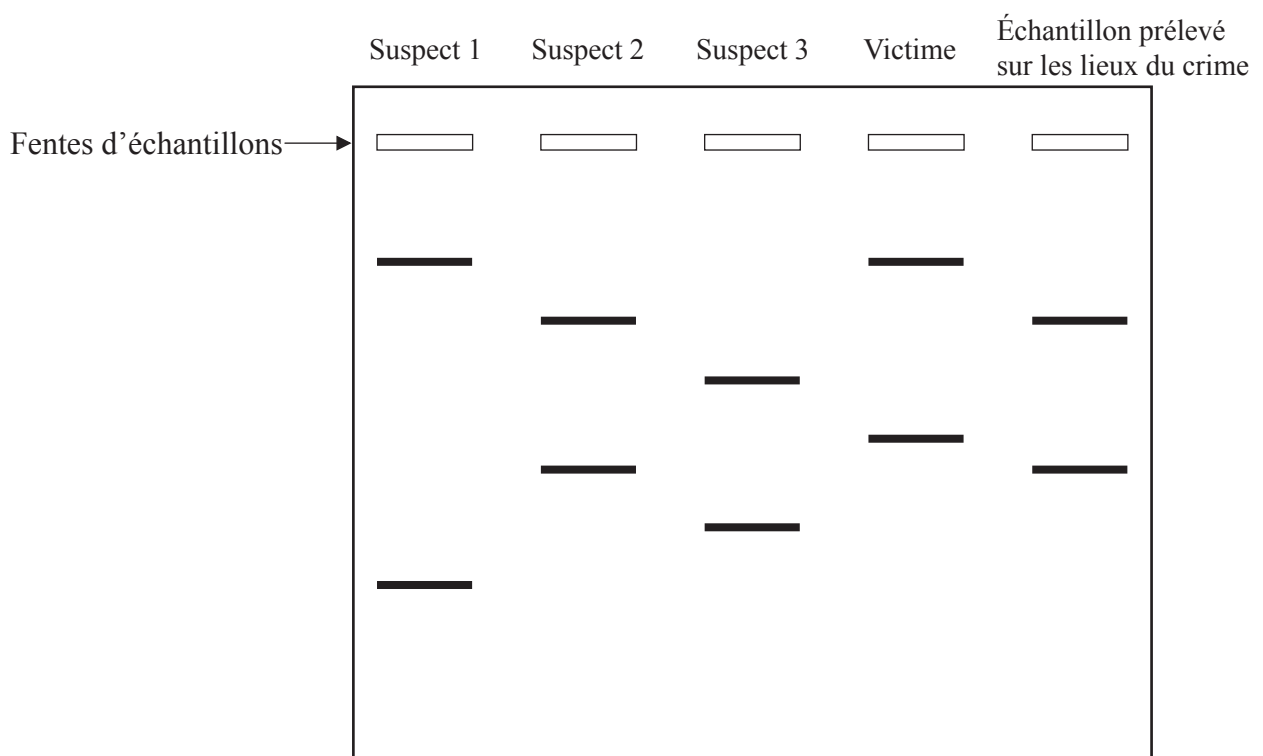 Suspect 1
Suspect 2
Suspect 3
Victime
Échantillon prélevé
sur les lieux du crime
Fentes d’échantillons